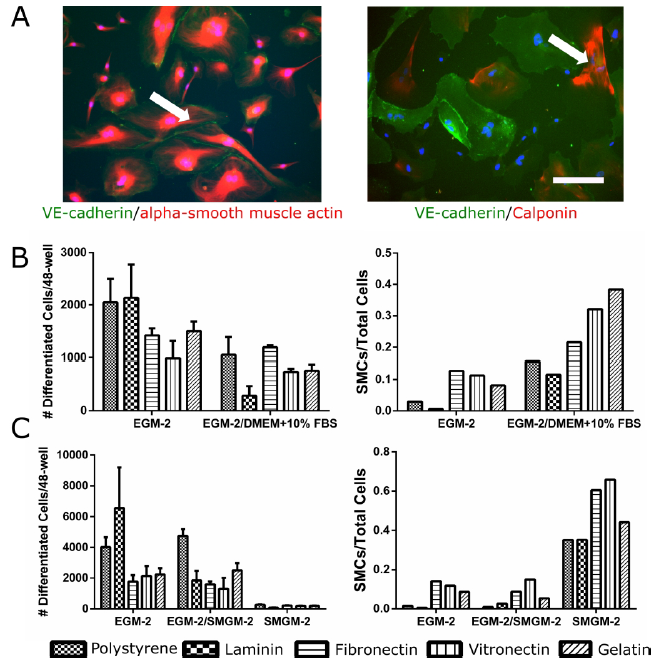 A
VE-cadherin/alpha-smooth muscle actin
VE-cadherin/Calponin
B
# Differentiated Cells/48-well
3000
2000
1000
0
EGM-2
EGM-2/DMEM+10% FBS
SMCs/Total Cells
0.5
0.4
0.3
0.2
0.1
0.0
EGM-2
EGM-2/DMEM+10% FBS
C
# Differentiated Cells/48-well
10000
8000
6000
4000
2000
0
EGM-2
EGM-2/SMGM-2
SMGM-2
SMCs/Total Cells
0.8
0.6
0.4
0.2
0.0
EGM-2
EGM-2/SMGM-2
SMGM-2
Polystyrene
Laminin
Fibronectin
Vitronectin
Gelatin